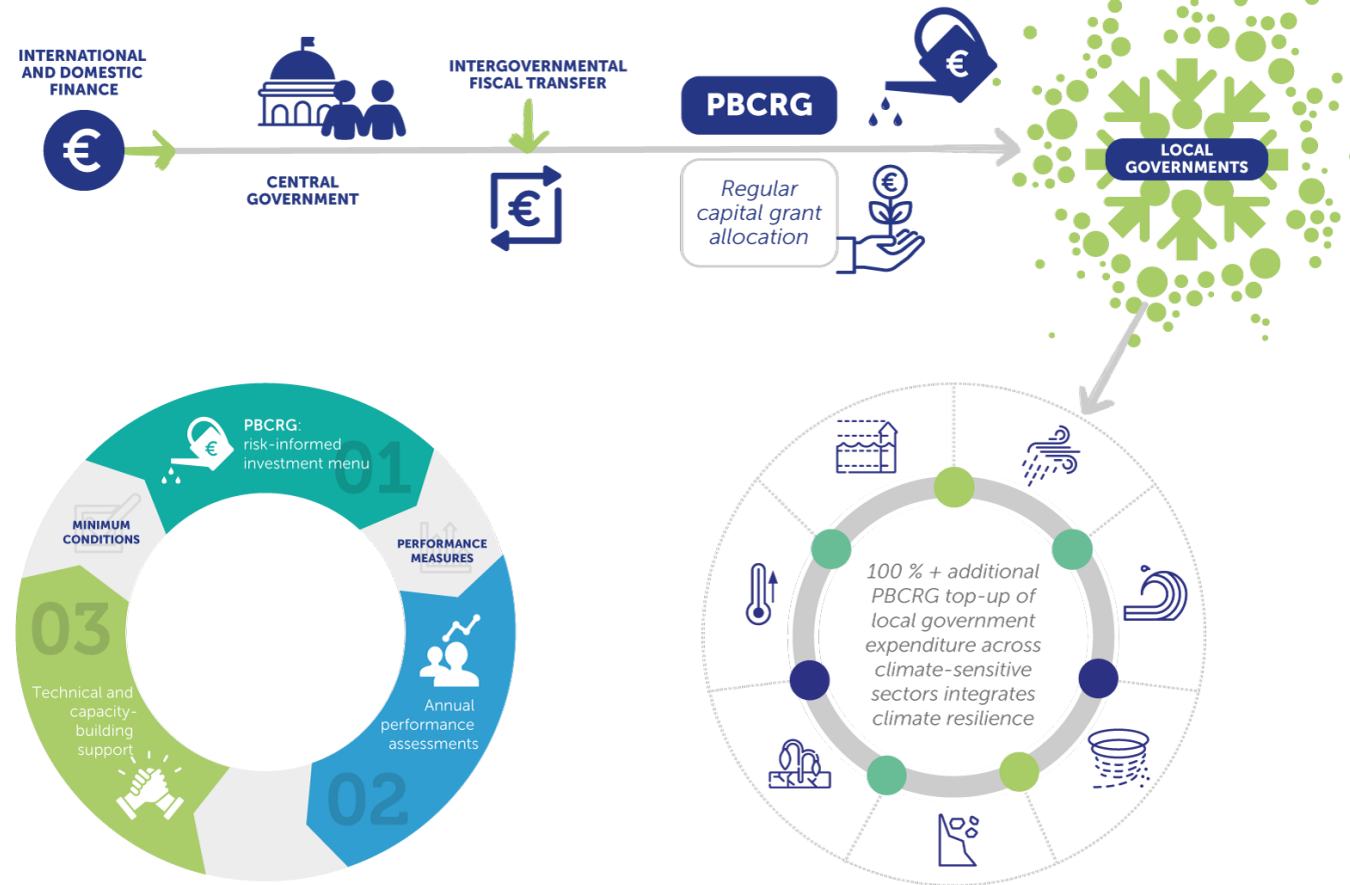 INTERNATIONAL
AND DOMESTIC
FINANCE
€
CENTRAL
GOVERNMENT
INTERGOVERNMENTAL
FISCAL TRANSFER
€
PBCRG
€
Regular
capital grant
allocation
€
LOCAL
GOVERNMENTS
PBCRG:
risk-informed
investment menu
€
01
MINIMUM
CONDITIONS
PERFORMANCE
MEASURES
03
Technical and
capacity-
building
support
Annual
performance
assessments
02
100 % + additional
PBCRG top-up of
local government
expenditure across
climate-sensitive
sectors integrates
climate resilience